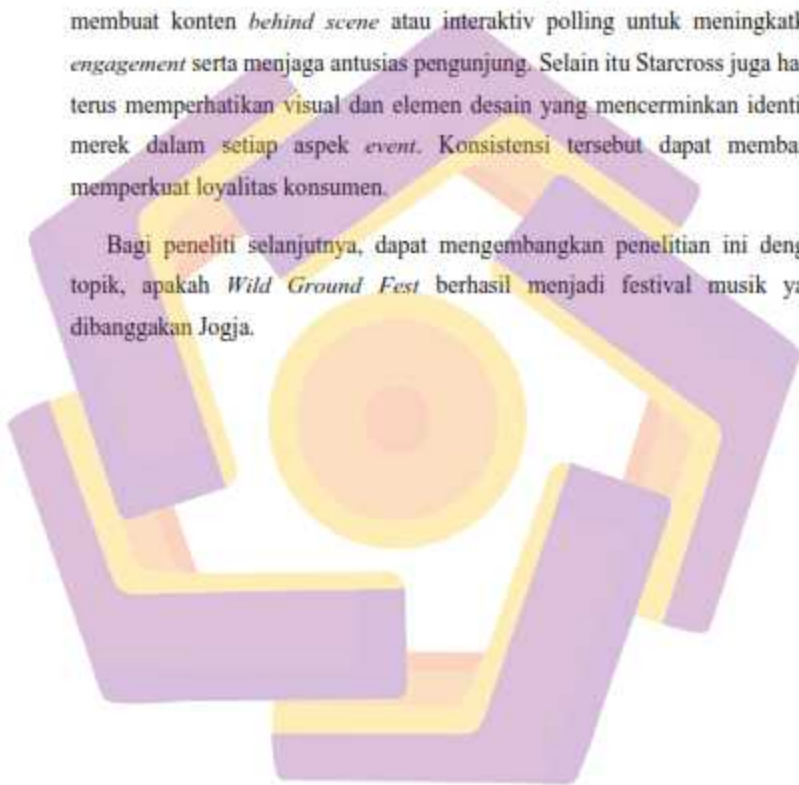 membuat konten behind scene atau interaktiv polling untuk meningkatk
engagement serta menjaga antusias pengunjung. Selain itu Starcross juga ha
terus memperhatikan visual dan elemen desain yang mencerminkan identi
merek dalam setiap aspek event. Konsistensi tersebut dapat memba
memperkuat loyalitas konsumen.
Bagi peneliti selanjutnya, dapat mengembangkan penelitian ini deng
topik, apakah Wild Ground Fest berhasil menjadi festival musik ya
dibanggakan Jogja.